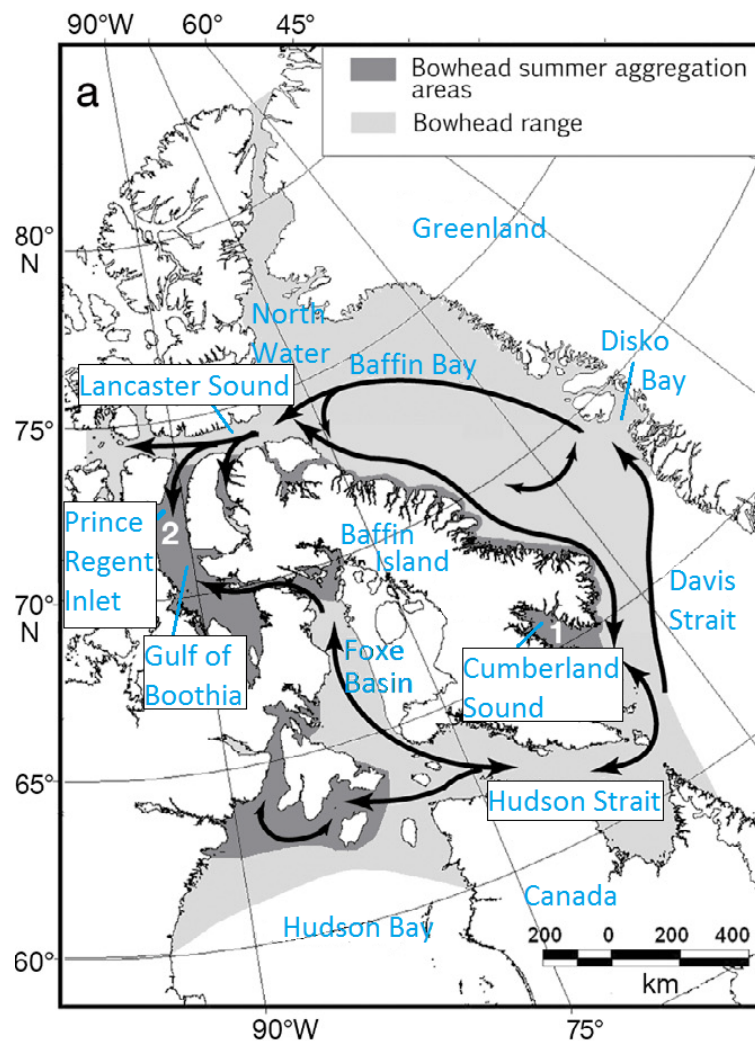 90°W 60° 45°
a
Bowhead summer aggregation
areas
Bowhead range
80°
N
Greenland
North
Water
Baffin Bay
Disko
Bay
Lancaster Sound
75°
Prince
Regent
Inlet
2
Baffin
Island
Davis
Strait
70°
N
Gulf of
Boothia
Foxe
Basin
1
Cumberland
Sound
65°
Hudson Strait
Canada
Hudson Bay
200 0 200 400
km
60°
90°W 75°